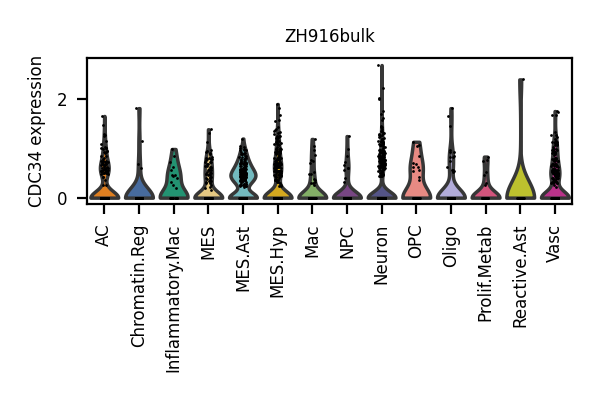 ZH916bulk
CDC34 expression
2
0
AC
Chromatin.Reg
Inflammatory.Mac
MES
MES.Ast
MES.Hyp
Mac
NPC
Neuron
OPC
Oligo
Prolif.Metab
Reactive.Ast
Vasc